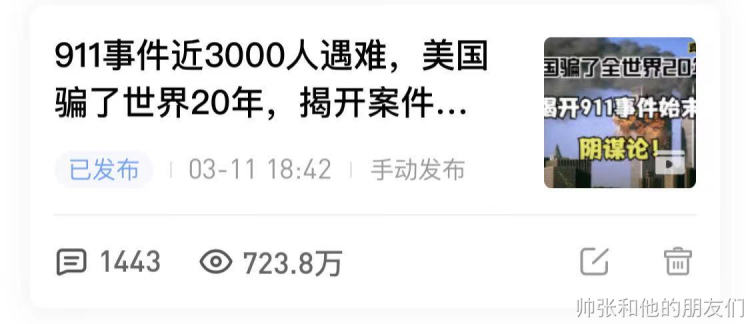 911事件近3000人遇难，美国
骗了世界20年，揭开案件...
国骗了全世界20年
揭开911事件始末
阴谋论！
已发布 03-11 18:42 手动发布
1443 723.8万
帅张和他的朋友们